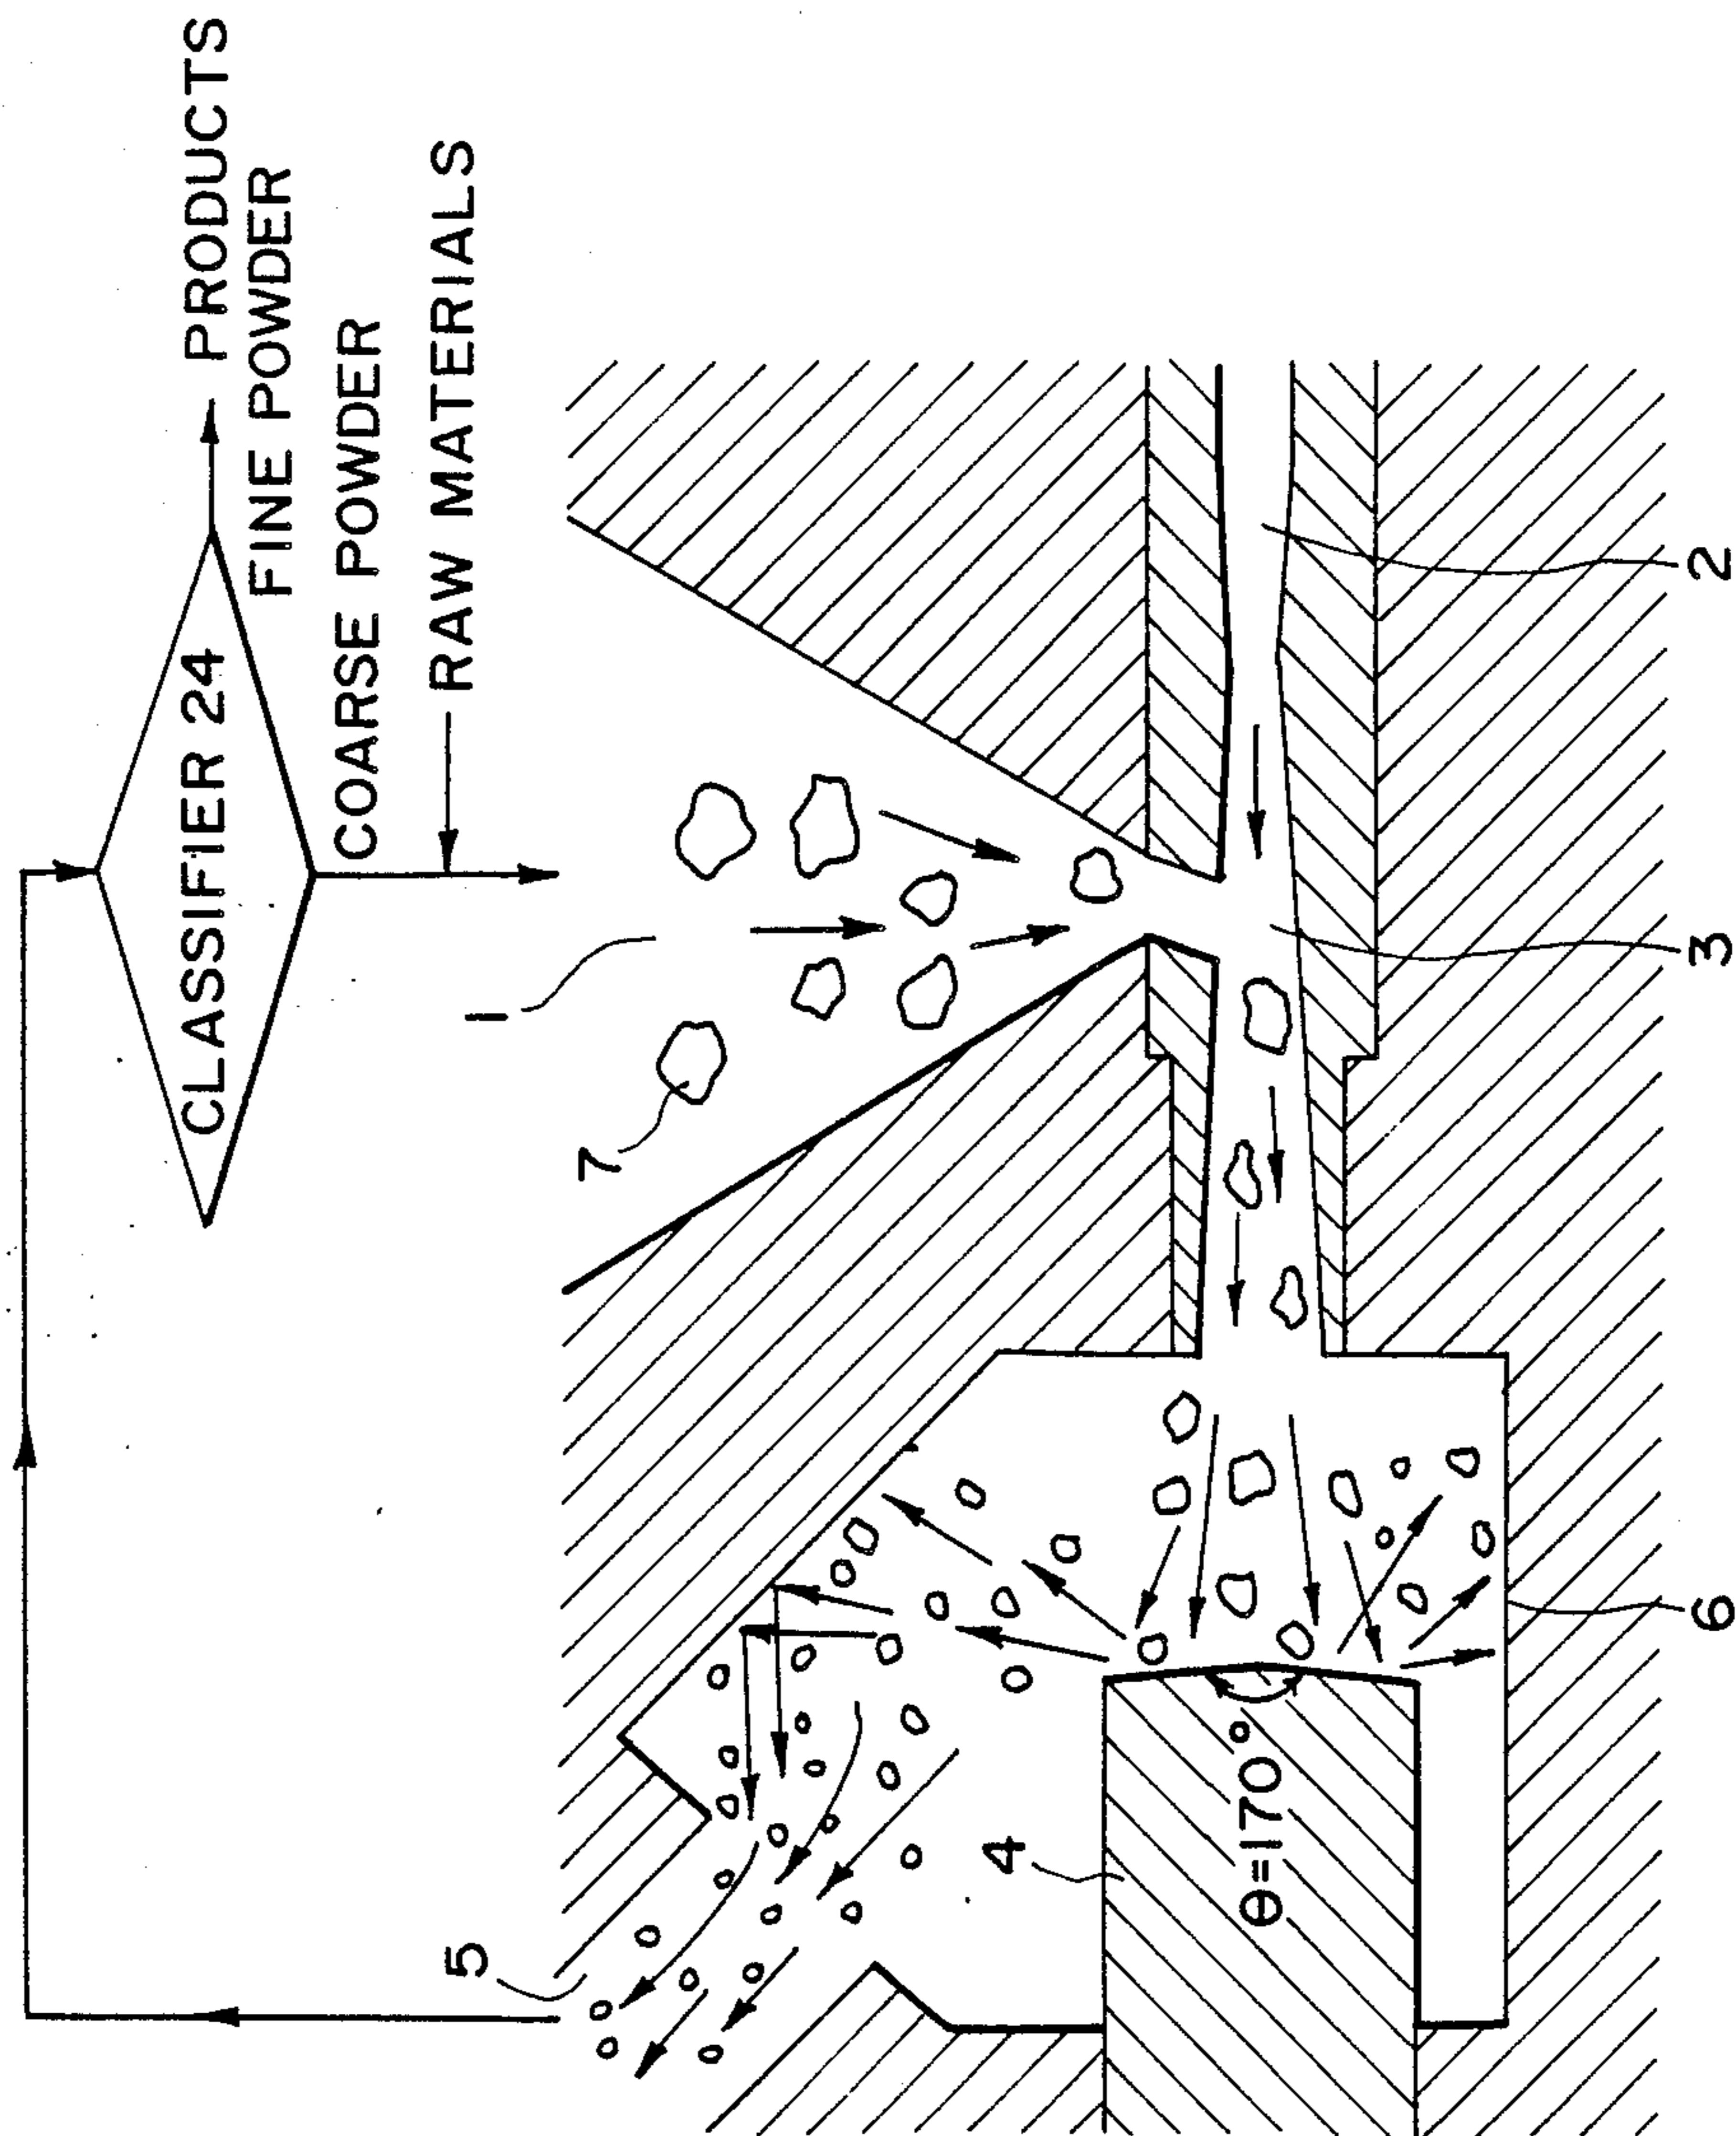 CLASSIFIER 24
PRODUCTS
FINE POWDER
COARSE POWDER
RAW MATERIALS
1
7
5
4
θ=170°
2
3
6